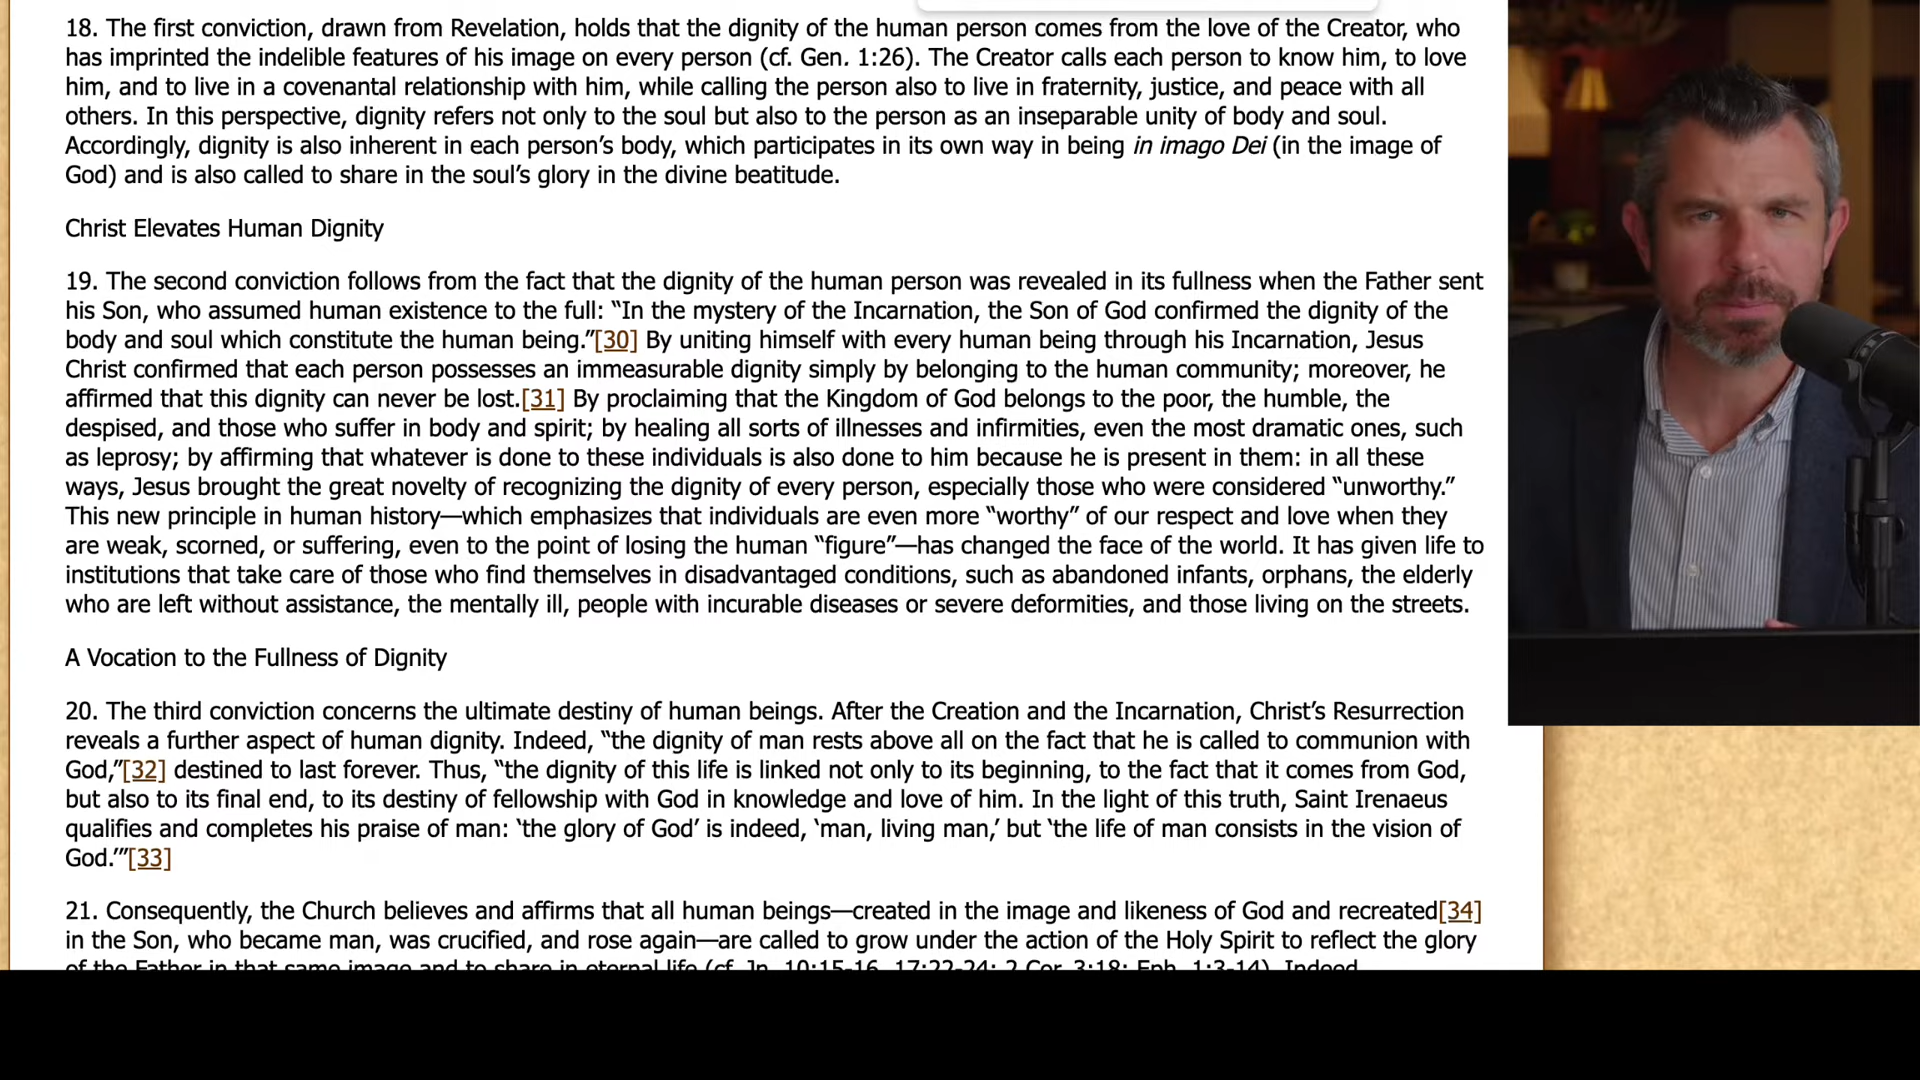 18. The first conviction, drawn from Revelation, holds that the dignity of the human person comes from the love of the Creator, who
has imprinted the indelible features of his image on every person (cf. Gen. 1:26). The Creator calls each person to know him, to love
him, and to live in a covenantal relationship with him, while calling the person also to live in fraternity, justice, and peace with all
others. In this perspective, dignity refers not only to the soul but also to the person as an inseparable unity of body and soul.
Accordingly, dignity is also inherent in each person’s body, which participates in its own way in being in imago Dei (in the image of
God) and is also called to share in the soul’s glory in the divine beatitude.
Christ Elevates Human Dignity
19. The second conviction follows from the fact that the dignity of the human person was revealed in its fullness when the Father sent
his Son, who assumed human existence to the full: “In the mystery of the Incarnation, the Son of God confirmed the dignity of the
body and soul which constitute the human being.”[30] By uniting himself with every human being through his Incarnation, Jesus
Christ confirmed that each person possesses an immeasurable dignity simply by belonging to the human community; moreover, he
affirmed that this dignity can never be lost.[31] By proclaiming that the Kingdom of God belongs to the poor, the humble, the
despised, and those who suffer in body and spirit; by healing all sorts of illnesses and infirmities, even the most dramatic ones, such
as leprosy; by affirming that whatever is done to these individuals is also done to him because he is present in them: in all these
ways, Jesus brought the great novelty of recognizing the dignity of every person, especially those who were considered “unworthy.”
This new principle in human history—which emphasizes that individuals are even more “worthy” of our respect and love when they
are weak, scorned, or suffering, even to the point of losing the human “figure”—has changed the face of the world. It has given life to
institutions that take care of those who find themselves in disadvantaged conditions, such as abandoned infants, orphans, the elderly
who are left without assistance, the mentally ill, people with incurable diseases or severe deformities, and those living on the streets.
A Vocation to the Fullness of Dignity
20. The third conviction concerns the ultimate destiny of human beings. After the Creation and the Incarnation, Christ’s Resurrection
reveals a further aspect of human dignity. Indeed, “the dignity of man rests above all on the fact that he is called to communion with
God,”[32] destined to last forever. Thus, “the dignity of this life is linked not only to its beginning, to the fact that it comes from God,
but also to its final end, to its destiny of fellowship with God in knowledge and love of him. In the light of this truth, Saint Irenaeus
qualifies and completes his praise of man: ‘the glory of God’ is indeed, ‘man, living man,’ but ‘the life of man consists in the vision of
God.’”[33]
21. Consequently, the Church believes and affirms that all human beings—created in the image and likeness of God and recreated[34]
in the Son, who became man, was crucified, and rose again—are called to grow under the action of the Holy Spirit to reflect the glory
of the Father in that same image and to share in eternal life (cf. Jn. 10:15-16, 17:22-24; 2 Cor. 3:18; Eph. 1:3-14). Indeed,